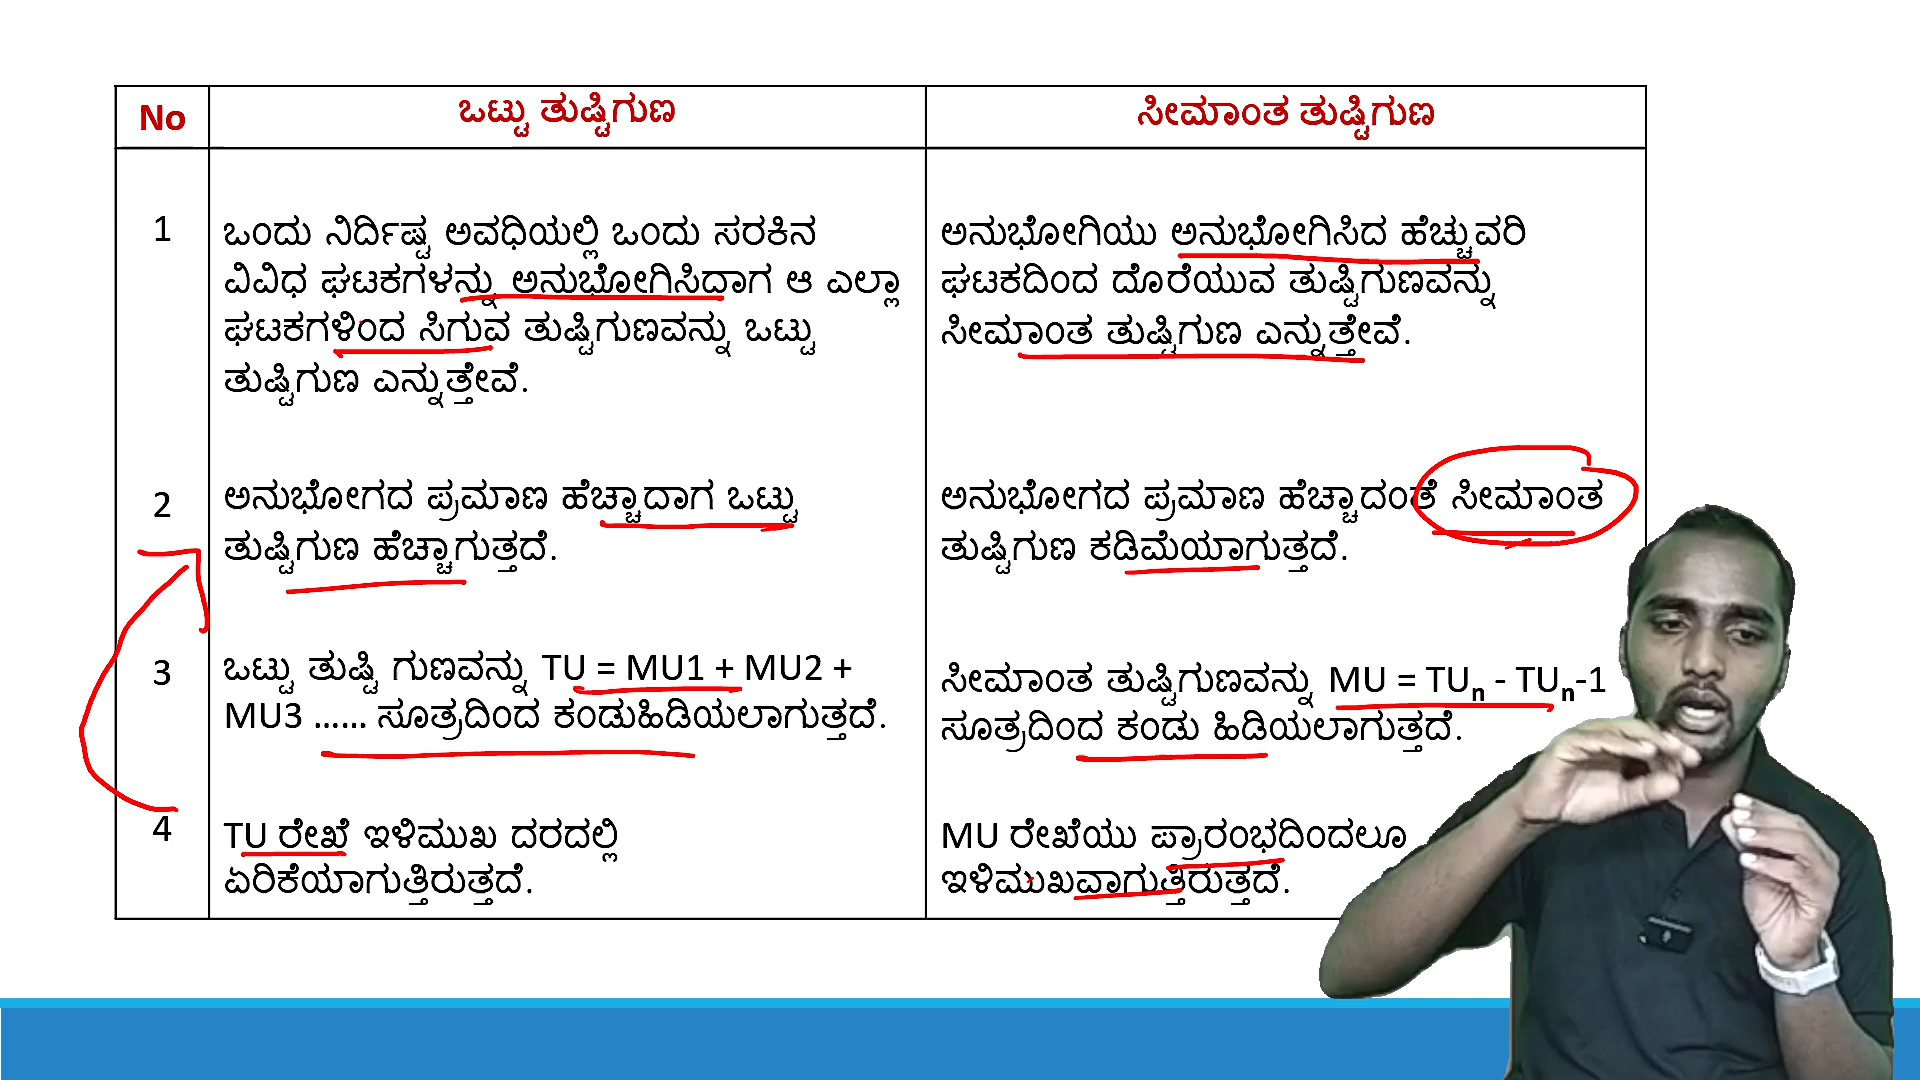 No
ಒಟ್ಟು ತುಷ್ಟಿಗುಣ
ಸೀಮಾಂತ ತುಷ್ಟಿಗುಣ
1
ಒಂದು ನಿರ್ದಿಷ್ಟ ಅವಧಿಯಲ್ಲಿ ಒಂದು ಸರಕಿನ
ವಿವಿಧ ಘಟಕಗಳನ್ನು ಅನುಭೋಗಿಸಿದಾಗ ಆ ಎಲ್ಲಾ
ಘಟಕಗಳಿಂದ ಸಿಗುವ ತುಷ್ಟಿಗುಣವನ್ನು ಒಟ್ಟು
ತುಷ್ಟಿಗುಣ ಎನ್ನುತ್ತೇವೆ.
ಅನುಭೋಗಿಯು ಅನುಭೋಗಿಸಿದ ಹೆಚ್ಚುವರಿ
ಘಟಕದಿಂದ ದೊರೆಯುವ ತುಷ್ಟಿಗುಣವನ್ನು
ಸೀಮಾಂತ ತುಷ್ಟಿಗುಣ ಎನ್ನುತ್ತೇವೆ.
2
ಅನುಭೋಗದ ಪ್ರಮಾಣ ಹೆಚ್ಚಾದಾಗ ಒಟ್ಟು
ತುಷ್ಟಿಗುಣ ಹೆಚ್ಚಾಗುತ್ತದೆ.
ಅನುಭೋಗದ ಪ್ರಮಾಣ ಹೆಚ್ಚಾದಂತೆ ಸೀಮಾಂತ
ತುಷ್ಟಿಗುಣ ಕಡಿಮೆಯಾಗುತ್ತದೆ.
3
ಒಟ್ಟು ತುಷ್ಟಿ ಗುಣವನ್ನು TU = MU1 + MU2 +
MU3 ...... ಸೂತ್ರದಿಂದ ಕಂಡುಹಿಡಿಯಲಾಗುತ್ತದೆ.
ಸೀಮಾಂತ ತುಷ್ಟಿಗುಣವನ್ನು MU = TUn - TUn-1
ಸೂತ್ರದಿಂದ ಕಂಡು ಹಿಡಿಯಲಾಗುತ್ತದೆ.
4
TU ರೇಖೆ ಇಳಿಮುಖ ದರದಲ್ಲಿ
ಏರಿಕೆಯಾಗುತ್ತಿರುತ್ತದೆ.
MU ರೇಖೆಯು ಪ್ರಾರಂಭದಿಂದಲೂ
ಇಳಿಮುಖವಾಗುತ್ತಿರುತ್ತದೆ.